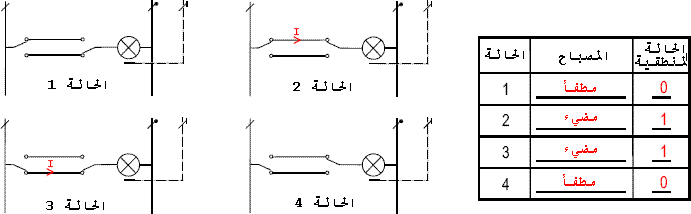 الحالة 1
I
الحالة 2
I
الحالة 3
الحالة 4
الحالة المصباح الحالة المنطقية
1 مطفأ 0
2 مضيء 1
3 مضيء 1
4 مطفأ 0